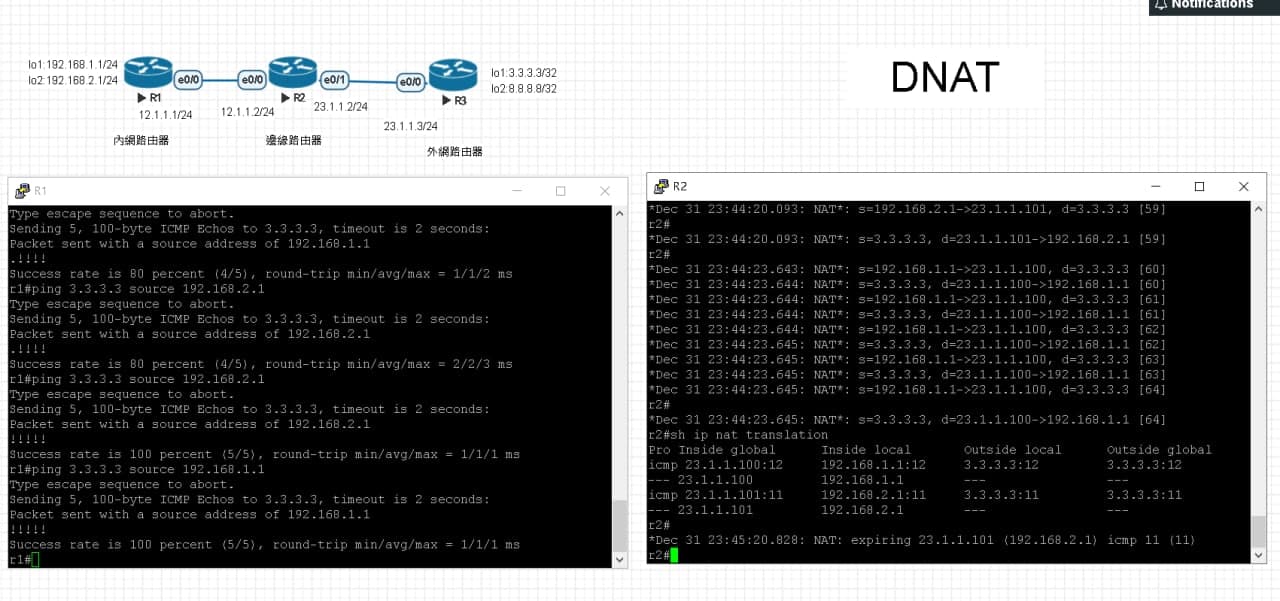 Notifications
DNAT
lo1:192.168.1.1/24
lo2:192.168.2.1/24
e0/0
e0/0
e0/1
e0/0
lo1:3.3.3.3/32
lo2:8.8.8.8/32
R1
R2
R3
12.1.1.1/24
12.1.1.2/24
23.1.1.2/24
23.1.1.3/24
內網路由器
邊緣路由器
外網路由器
R1
Type escape sequence to abort.
Sending 5, 100-byte ICMP Echos to 3.3.3.3, timeout is 2 seconds:
Packet sent with a source address of 192.168.1.1
.!!!!
Success rate is 80 percent (4/5), round-trip min/avg/max = 1/1/2 ms
r1#ping 3.3.3.3 source 192.168.2.1
Type escape sequence to abort.
Sending 5, 100-byte ICMP Echos to 3.3.3.3, timeout is 2 seconds:
Packet sent with a source address of 192.168.2.1
.!!!!
Success rate is 80 percent (4/5), round-trip min/avg/max = 2/2/3 ms
r1#ping 3.3.3.3 source 192.168.2.1
Type escape sequence to abort.
Sending 5, 100-byte ICMP Echos to 3.3.3.3, timeout is 2 seconds:
Packet sent with a source address of 192.168.2.1
!!!!!
Success rate is 100 percent (5/5), round-trip min/avg/max = 1/1/1 ms
r1#ping 3.3.3.3 source 192.168.1.1
Type escape sequence to abort.
Sending 5, 100-byte ICMP Echos to 3.3.3.3, timeout is 2 seconds:
Packet sent with a source address of 192.168.1.1
!!!!!
Success rate is 100 percent (5/5), round-trip min/avg/max = 1/1/1 ms
r1#
R2
*Dec 31 23:44:20.093: NAT*: s=192.168.2.1->23.1.1.101, d=3.3.3.3 [59]
r2#
*Dec 31 23:44:20.093: NAT*: s=3.3.3.3, d=23.1.1.101->192.168.2.1 [59]
r2#
*Dec 31 23:44:23.643: NAT*: s=192.168.1.1->23.1.1.100, d=3.3.3.3 [60]
*Dec 31 23:44:23.644: NAT*: s=3.3.3.3, d=23.1.1.100->192.168.1.1 [60]
*Dec 31 23:44:23.644: NAT*: s=192.168.1.1->23.1.1.100, d=3.3.3.3 [61]
*Dec 31 23:44:23.644: NAT*: s=3.3.3.3, d=23.1.1.100->192.168.1.1 [61]
*Dec 31 23:44:23.644: NAT*: s=192.168.1.1->23.1.1.100, d=3.3.3.3 [62]
*Dec 31 23:44:23.645: NAT*: s=3.3.3.3, d=23.1.1.100->192.168.1.1 [62]
*Dec 31 23:44:23.645: NAT*: s=192.168.1.1->23.1.1.100, d=3.3.3.3 [63]
*Dec 31 23:44:23.645: NAT*: s=3.3.3.3, d=23.1.1.100->192.168.1.1 [63]
*Dec 31 23:44:23.645: NAT*: s=192.168.1.1->23.1.1.100, d=3.3.3.3 [64]
r2#
*Dec 31 23:44:23.645: NAT*: s=3.3.3.3, d=23.1.1.100->192.168.1.1 [64]
r2#sh ip nat translation
Pro Inside global Inside local Outside local Outside global
icmp 23.1.1.100:12 192.168.1.1:12 3.3.3.3:12 3.3.3.3:12
--- 23.1.1.100 192.168.1.1 --- ---
icmp 23.1.1.101:11 192.168.2.1:11 3.3.3.3:11 3.3.3.3:11
--- 23.1.1.101 192.168.2.1 --- ---
r2#
*Dec 31 23:45:20.828: NAT: expiring 23.1.1.101 (192.168.2.1) icmp 11 (11)
r2#